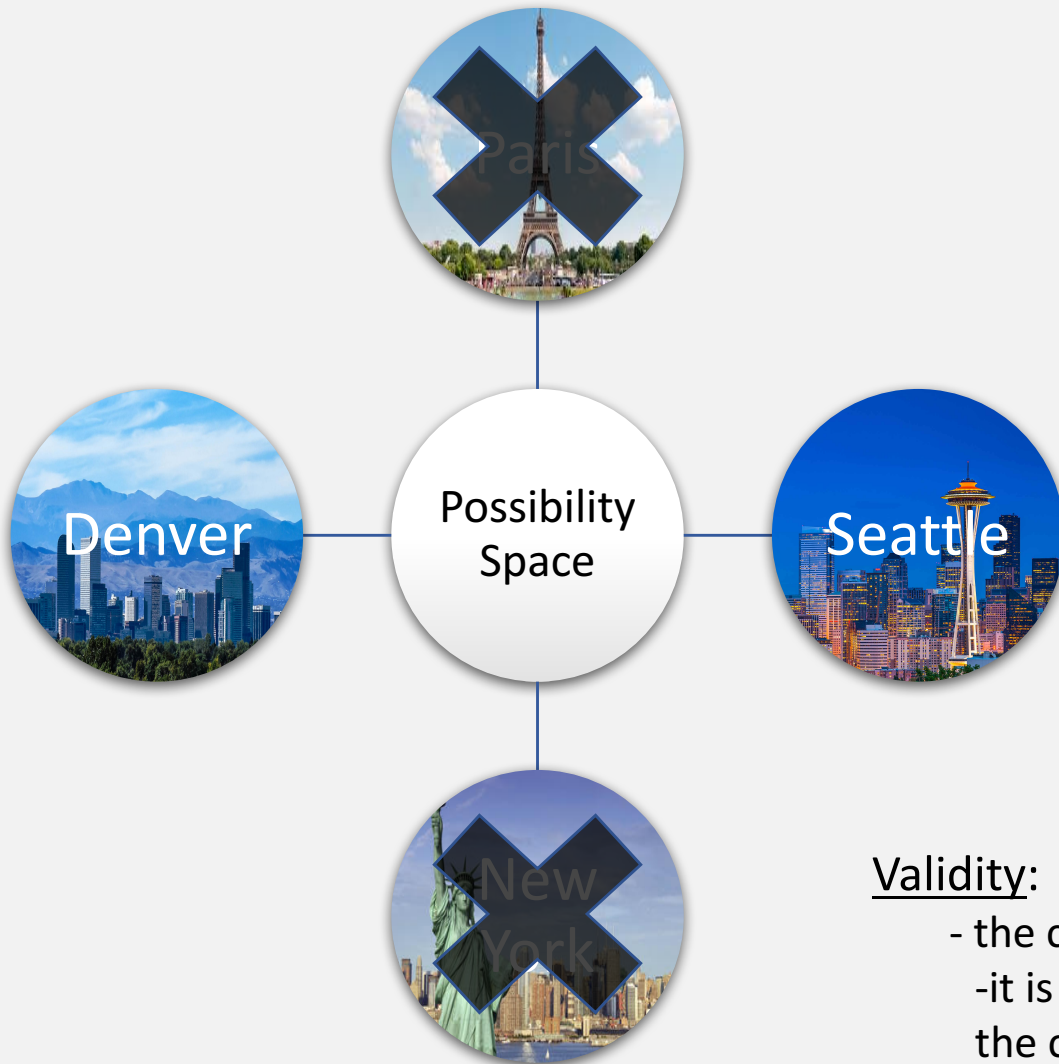 Paris
Denver
Possibility
Space
Seattle
New
York
Validity:
- the
-it is
the